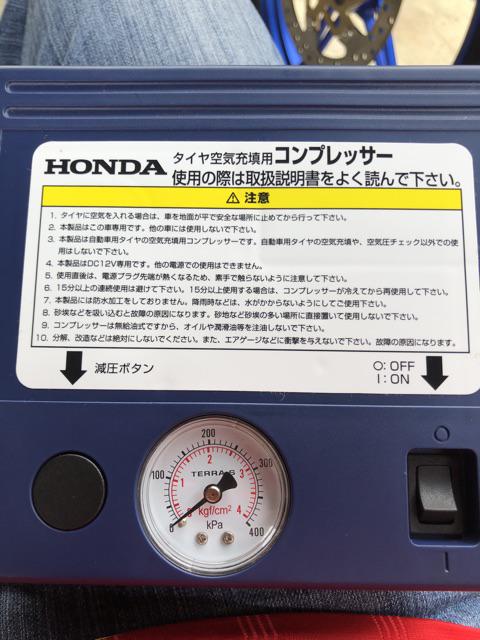 HONDA タイヤ空気充填用コンプレッサー
使用の際は取扱説明書をよく読んで下さい。
⚠ 注意
1. タイヤに空気を入れる場合は、車を地面が平で安全な場所に止めてから行って下さい。
2. 本製品はこの車専用です。他の車には使用しないで下さい。
3. 本製品は自動車用タイヤの空気充填用コンプレッサーです。自動車用タイヤの空気充填や、空気圧チェック以外での使
用はしないで下さい。
4. 本製品はDC12V専用です。他の電源での使用はできません。
5. 使用直後は、電源プラグ先端が熱くなるため、素手で触らないように注意して下さい。
6. 15分以上の連続使用は避けて下さい。15分以上使用する場合は、コンプレッサーが冷えてから再使用して下さい。
7. 本製品には防水加工をしておりません。降雨時などは、水がかからないようにしてご使用下さい。
8. 砂埃などを吸い込むと故障の原因になります。砂地など砂埃の多い場所に直接置いて使用しないで下さい。
9. コンプレッサーは無給油式ですから、オイルや潤滑油等を注油しないで下さい。
10. 分解、改造などは絶対にしないでください。また、エアゲージなどに衝撃を与えないで下さい。故障の原因になります。
減圧ボタン
O: OFF
I: ON
0 100 200 300 400
0 1 2 3 4
TERRA-S
kgf/cm²
kPa
O
I